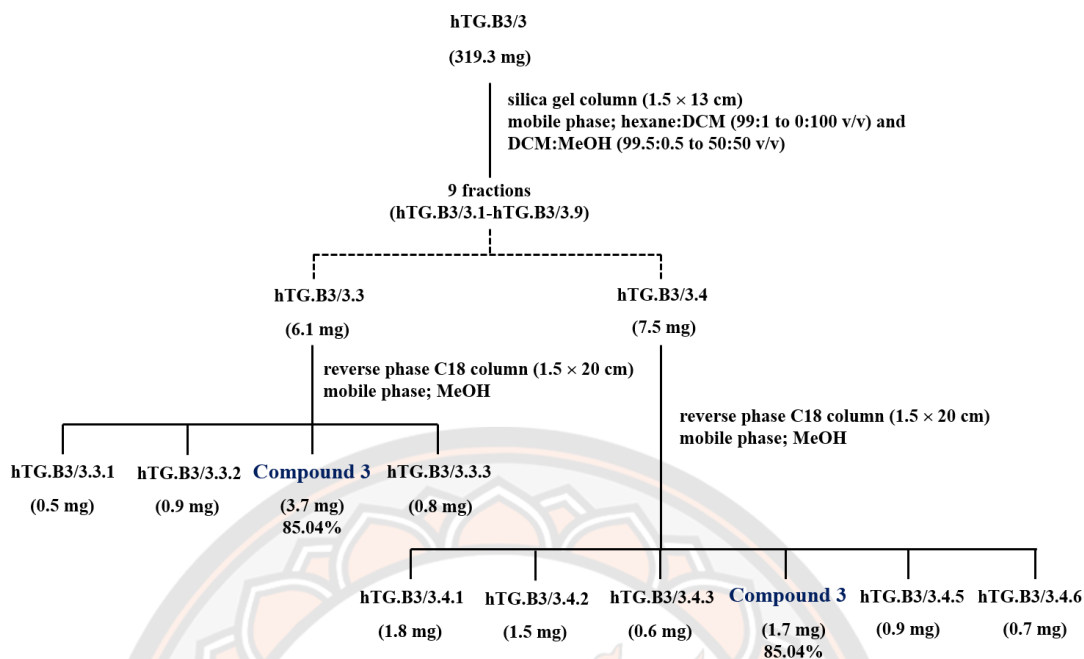 hTG.B3/3
(319.3 mg)
silica gel column (1.5 × 13 cm)
mobile phase; hexane:DCM (99:1 to 0:100 v/v) and
DCM:MeOH (99.5:0.5 to 50:50 v/v)
9 fractions
(hTG.B3/3.1-hTG.B3/3.9)
hTG.B3/3.3
(6.1 mg)
hTG.B3/3.4
(7.5 mg)
reverse phase C18 column (1.5 × 20 cm)
mobile phase; MeOH
reverse phase C18 column (1.5 × 20 cm)
mobile phase; MeOH
hTG.B3/3.3.1
(0.5 mg)
hTG.B3/3.3.2
(0.9 mg)
Compound 3
(3.7 mg)
85.04%
hTG.B3/3.3.3
(0.8 mg)
hTG.B3/3.4.1
(1.8 mg)
hTG.B3/3.4.2
(1.5 mg)
hTG.B3/3.4.3
(0.6 mg)
Compound 3
(1.7 mg)
85.04%
hTG.B3/3.4.5
(0.9 mg)
hTG.B3/3.4.6
(0.7 mg)